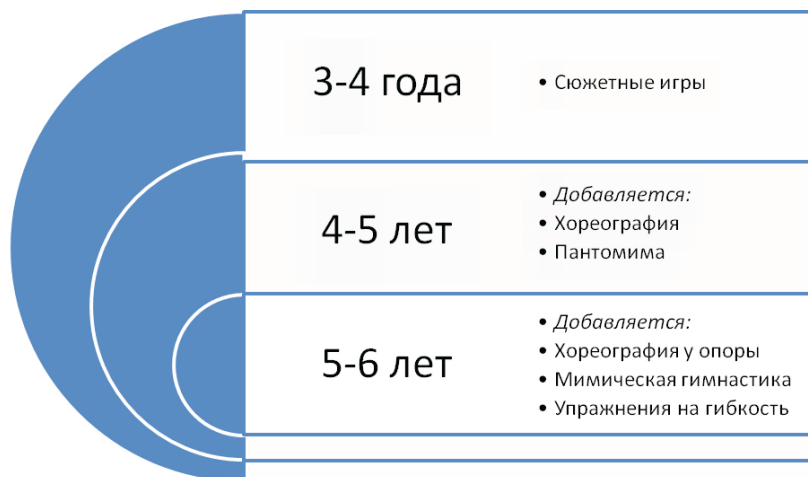 3-4 года
• Сюжетные игры
4-5 лет
• Добавляется:
• Хореография
• Пантомима
5-6 лет
• Добавляется:
• Хореография у опоры
• Мимическая гимнастика
• Упражнения на гибкость